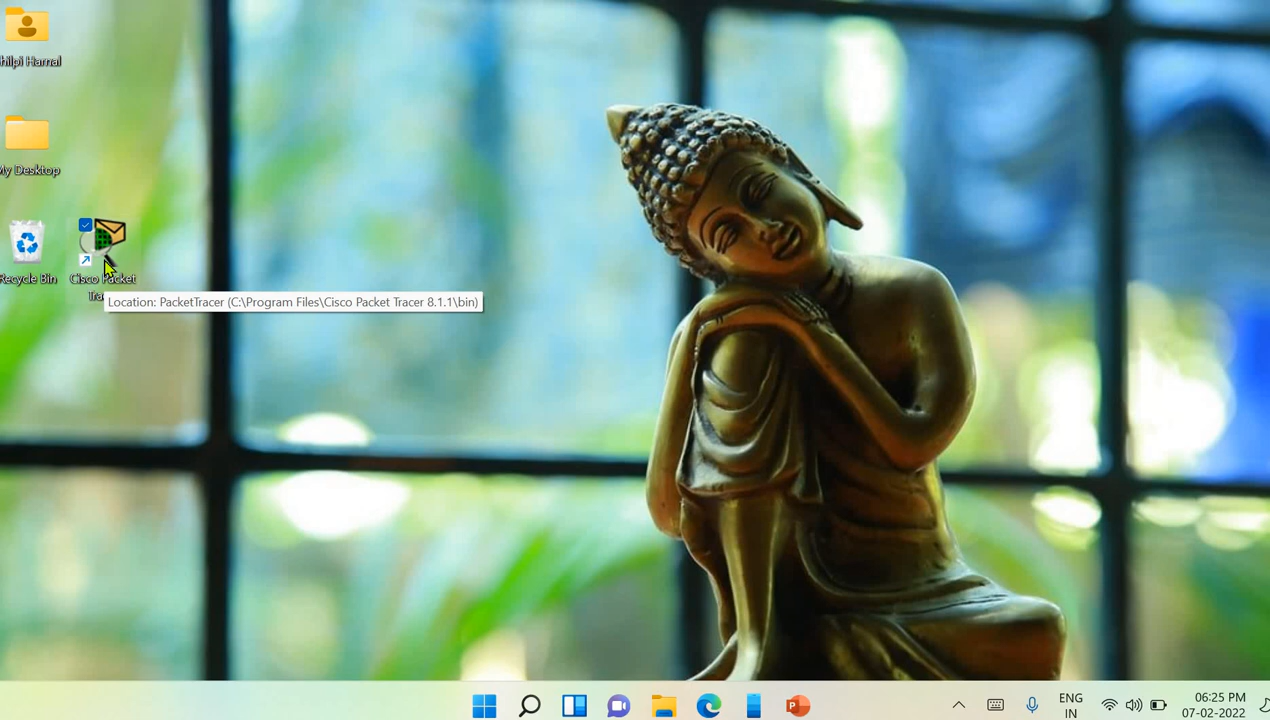 hilpi Harnal
My Desktop
Recycle Bin
Cisco Packet
Location: PacketTracer (C:\Program Files\Cisco Packet Tracer 8.1.1\bin)
ENG
IN
06:25 PM
07-02-2022